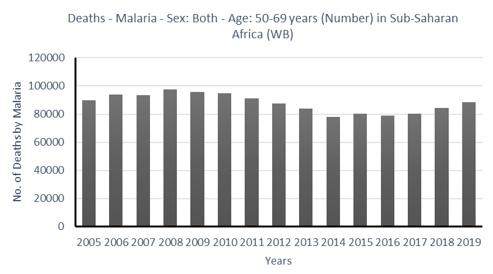 Deaths - Malaria - Sex: Both - Age: 50-69 years (Number) in Sub-Saharan
Africa (WB)
120000
100000
80000
60000
40000
20000
0
No. of Deaths by Malaria
2005 2006 2007 2008 2009 2010 2011 2012 2013 2014 2015 2016 2017 2018 2019
Years